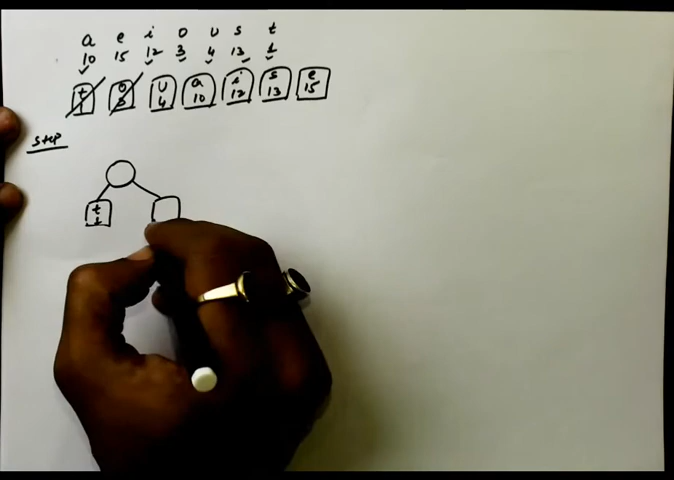 a e i o u s t
10 15 12 3 4 13 1
t o u a i s e
1 3 4 10 12 13 15
step
t
1